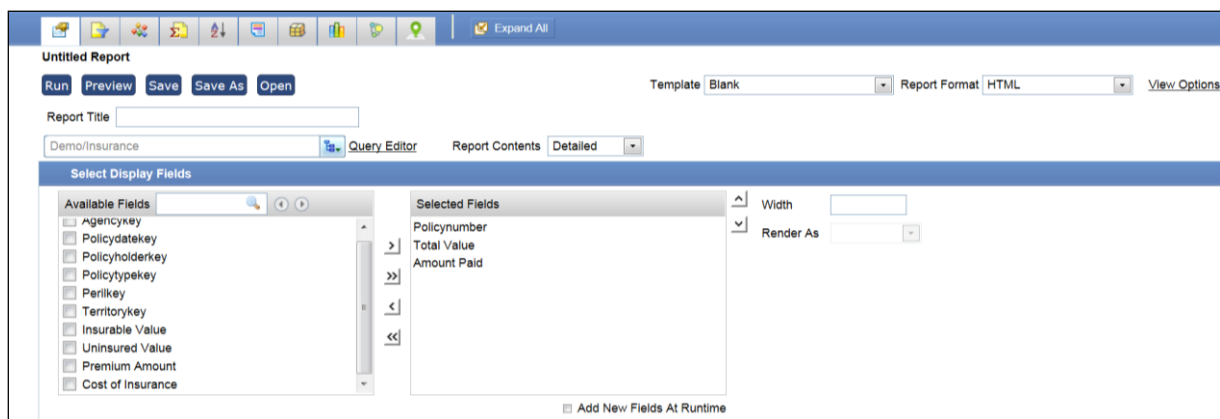 Expand All
Untitled Report
Run Preview Save Save As Open Template Blank Report Format HTML View Options
Report Title
Demo/Insurance Query Editor Report Contents Detailed
Select Display Fields
Available Fields Selected Fields Width
Agencykey Policynumber Render As
Policydatekey Total Value
Policyholderkey Amount Paid
Policytypekey
Perilkey
Territorykey
Insurable Value
Uninsured Value
Premium Amount
Cost of Insurance
Add New Fields At Runtime